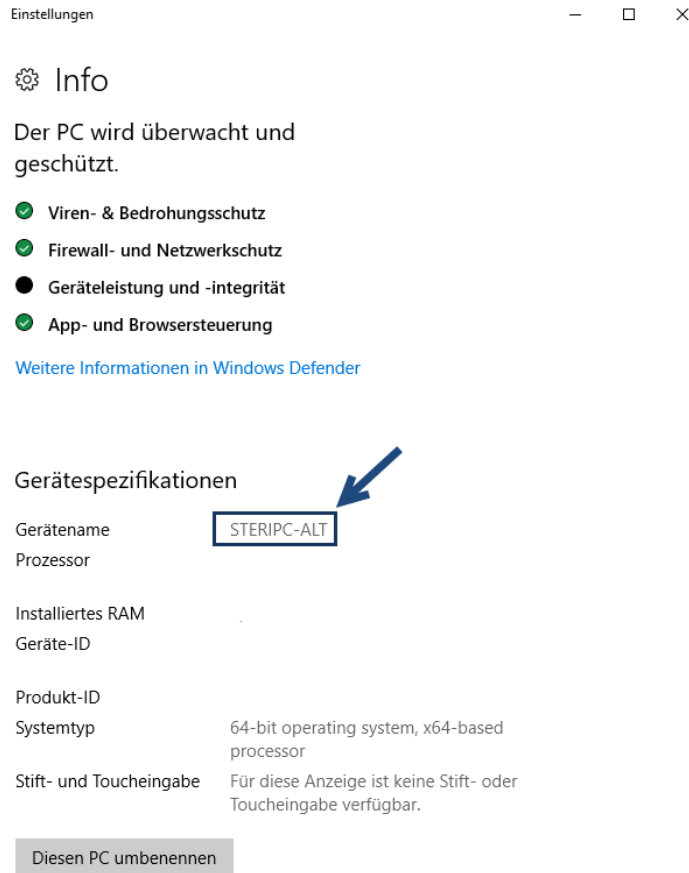 Einstellungen
Info
Der PC wird überwacht und
geschützt.
Viren- & Bedrohungsschutz
Firewall- und Netzwerkschutz
Geräteleistung und -integrität
App- und Browsersteuerung
Weitere Informationen in Windows Defender
Gerätespezifikationen
Gerätename STERIPC-ALT
Prozessor
Installiertes RAM
Geräte-ID
Produkt-ID
Systemtyp 64-bit operating system, x64-based
processor
Stift- und Toucheingabe Für diese Anzeige ist keine Stift- oder
Toucheingabe verfügbar.
Diesen PC umbenennen